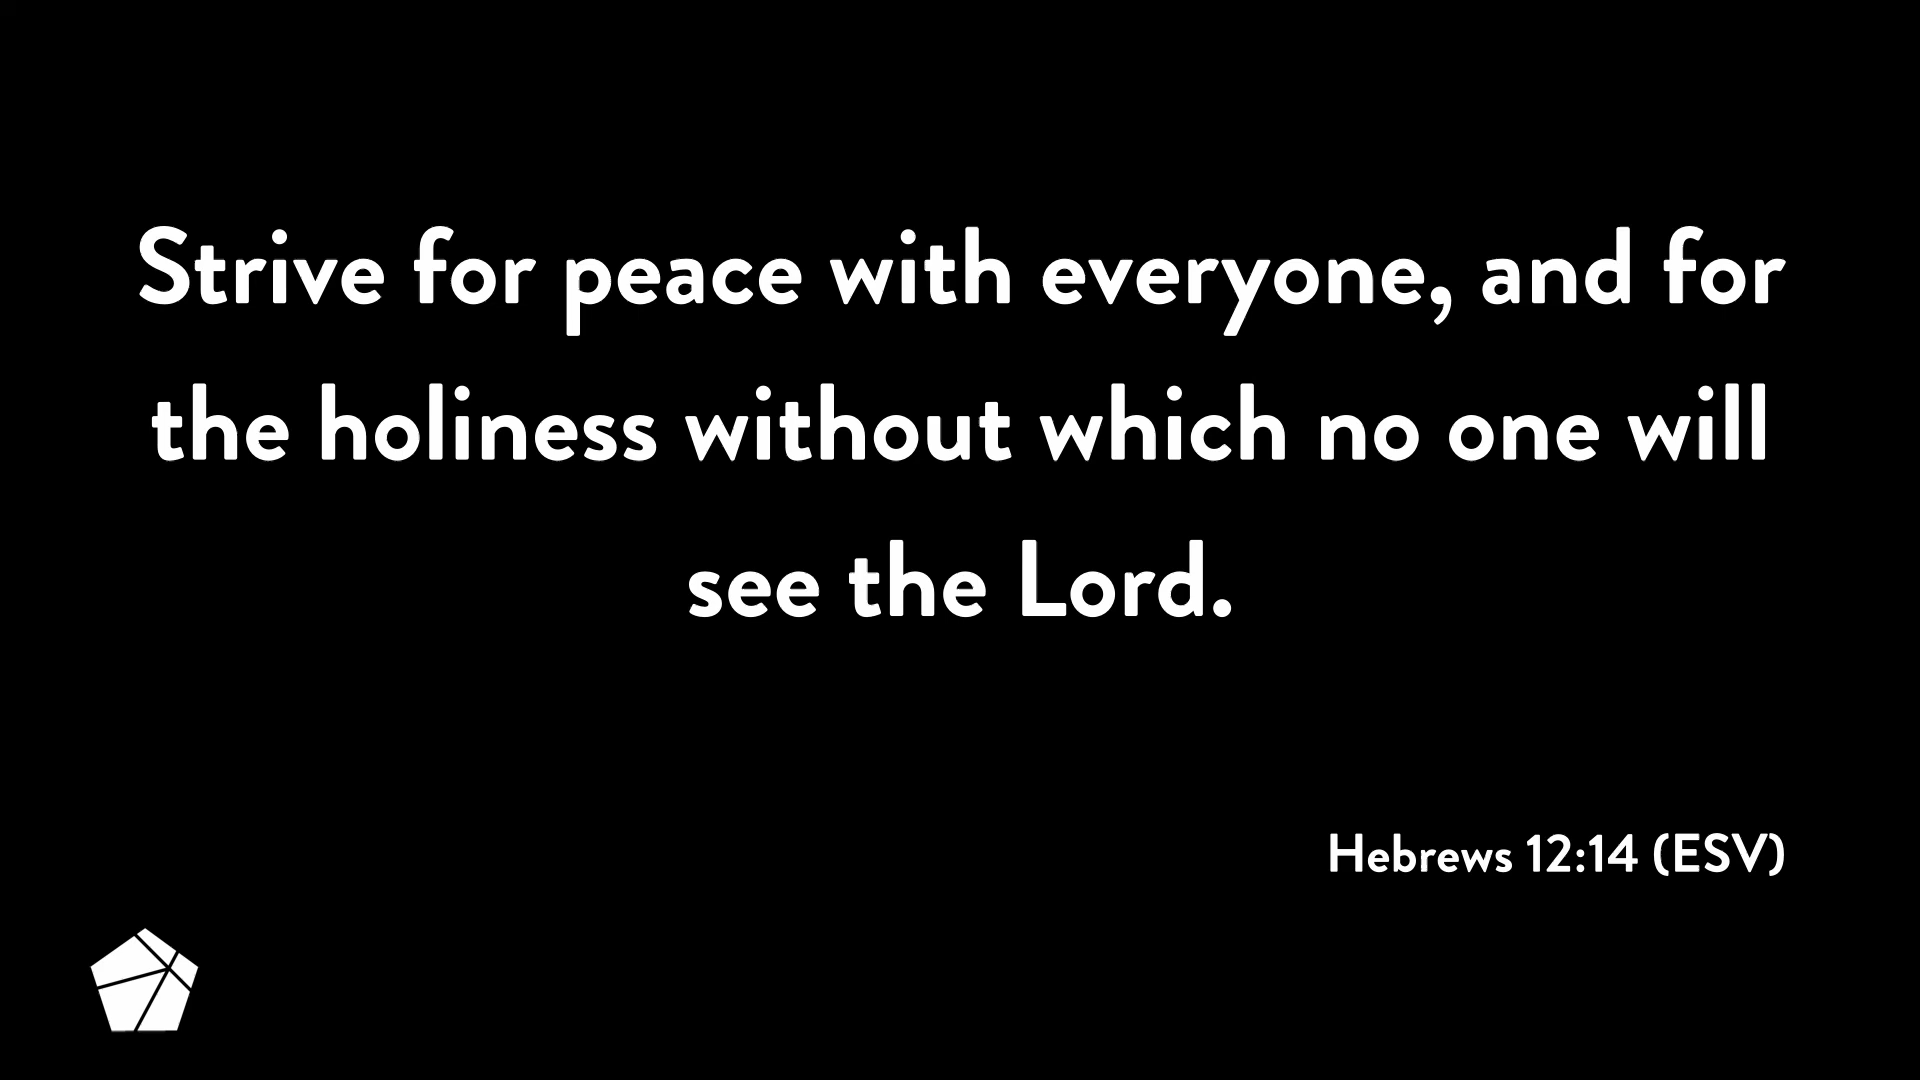 Strive for peace with everyone, and for
the holiness without which no one will
see the Lord.
Hebrews 12:14 (ESV)